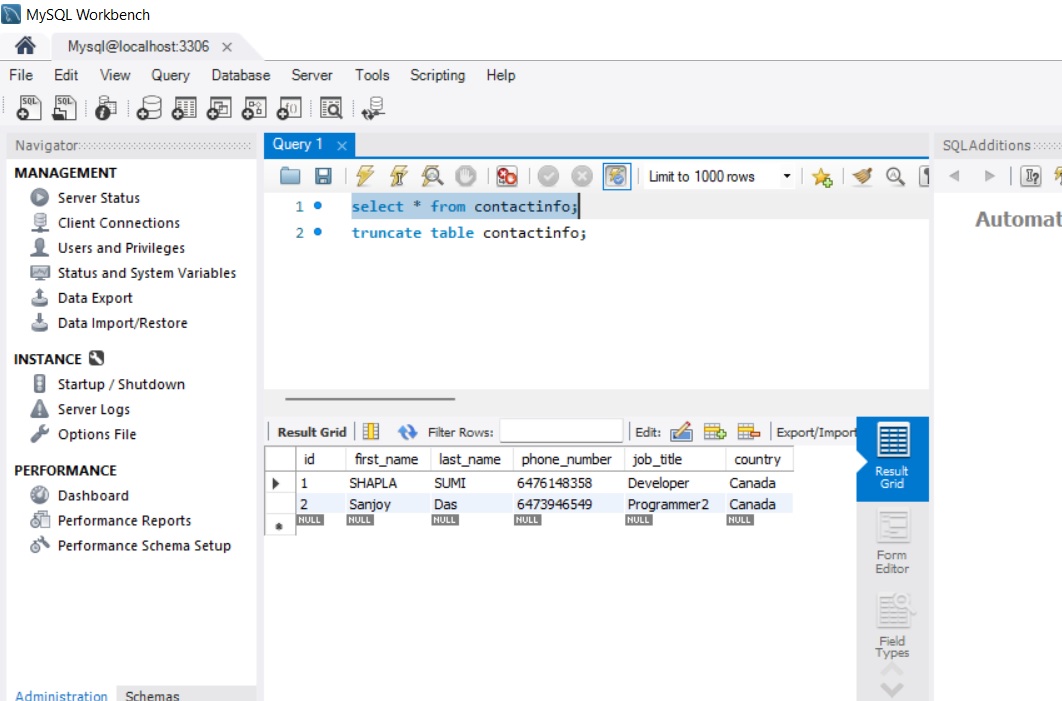 MySQL Workbench
Mysql@localhost:3306
File Edit View Query Database Server Tools Scripting Help
SQL SQL
Navigator
MANAGEMENT
Server Status
Client Connections
Users and Privileges
Status and System Variables
Data Export
Data Import/Restore
INSTANCE
Startup / Shutdown
Server Logs
Options File
PERFORMANCE
Dashboard
Performance Reports
Performance Schema Setup
Administration Schemas
Query 1
Limit to 1000 rows
1 select * from contactinfo;
2 truncate table contactinfo;
Result Grid Filter Rows: Edit: Export/Import
id first_name last_name phone_number job_title country
1 SHAPLA SUMI 6476148358 Developer Canada
2 Sanjoy Das 6473946549 Programmer2 Canada
NULL NULL NULL NULL NULL NULL
Result
Grid
Form
Editor
Field
Types
SQLAdditions
Automat